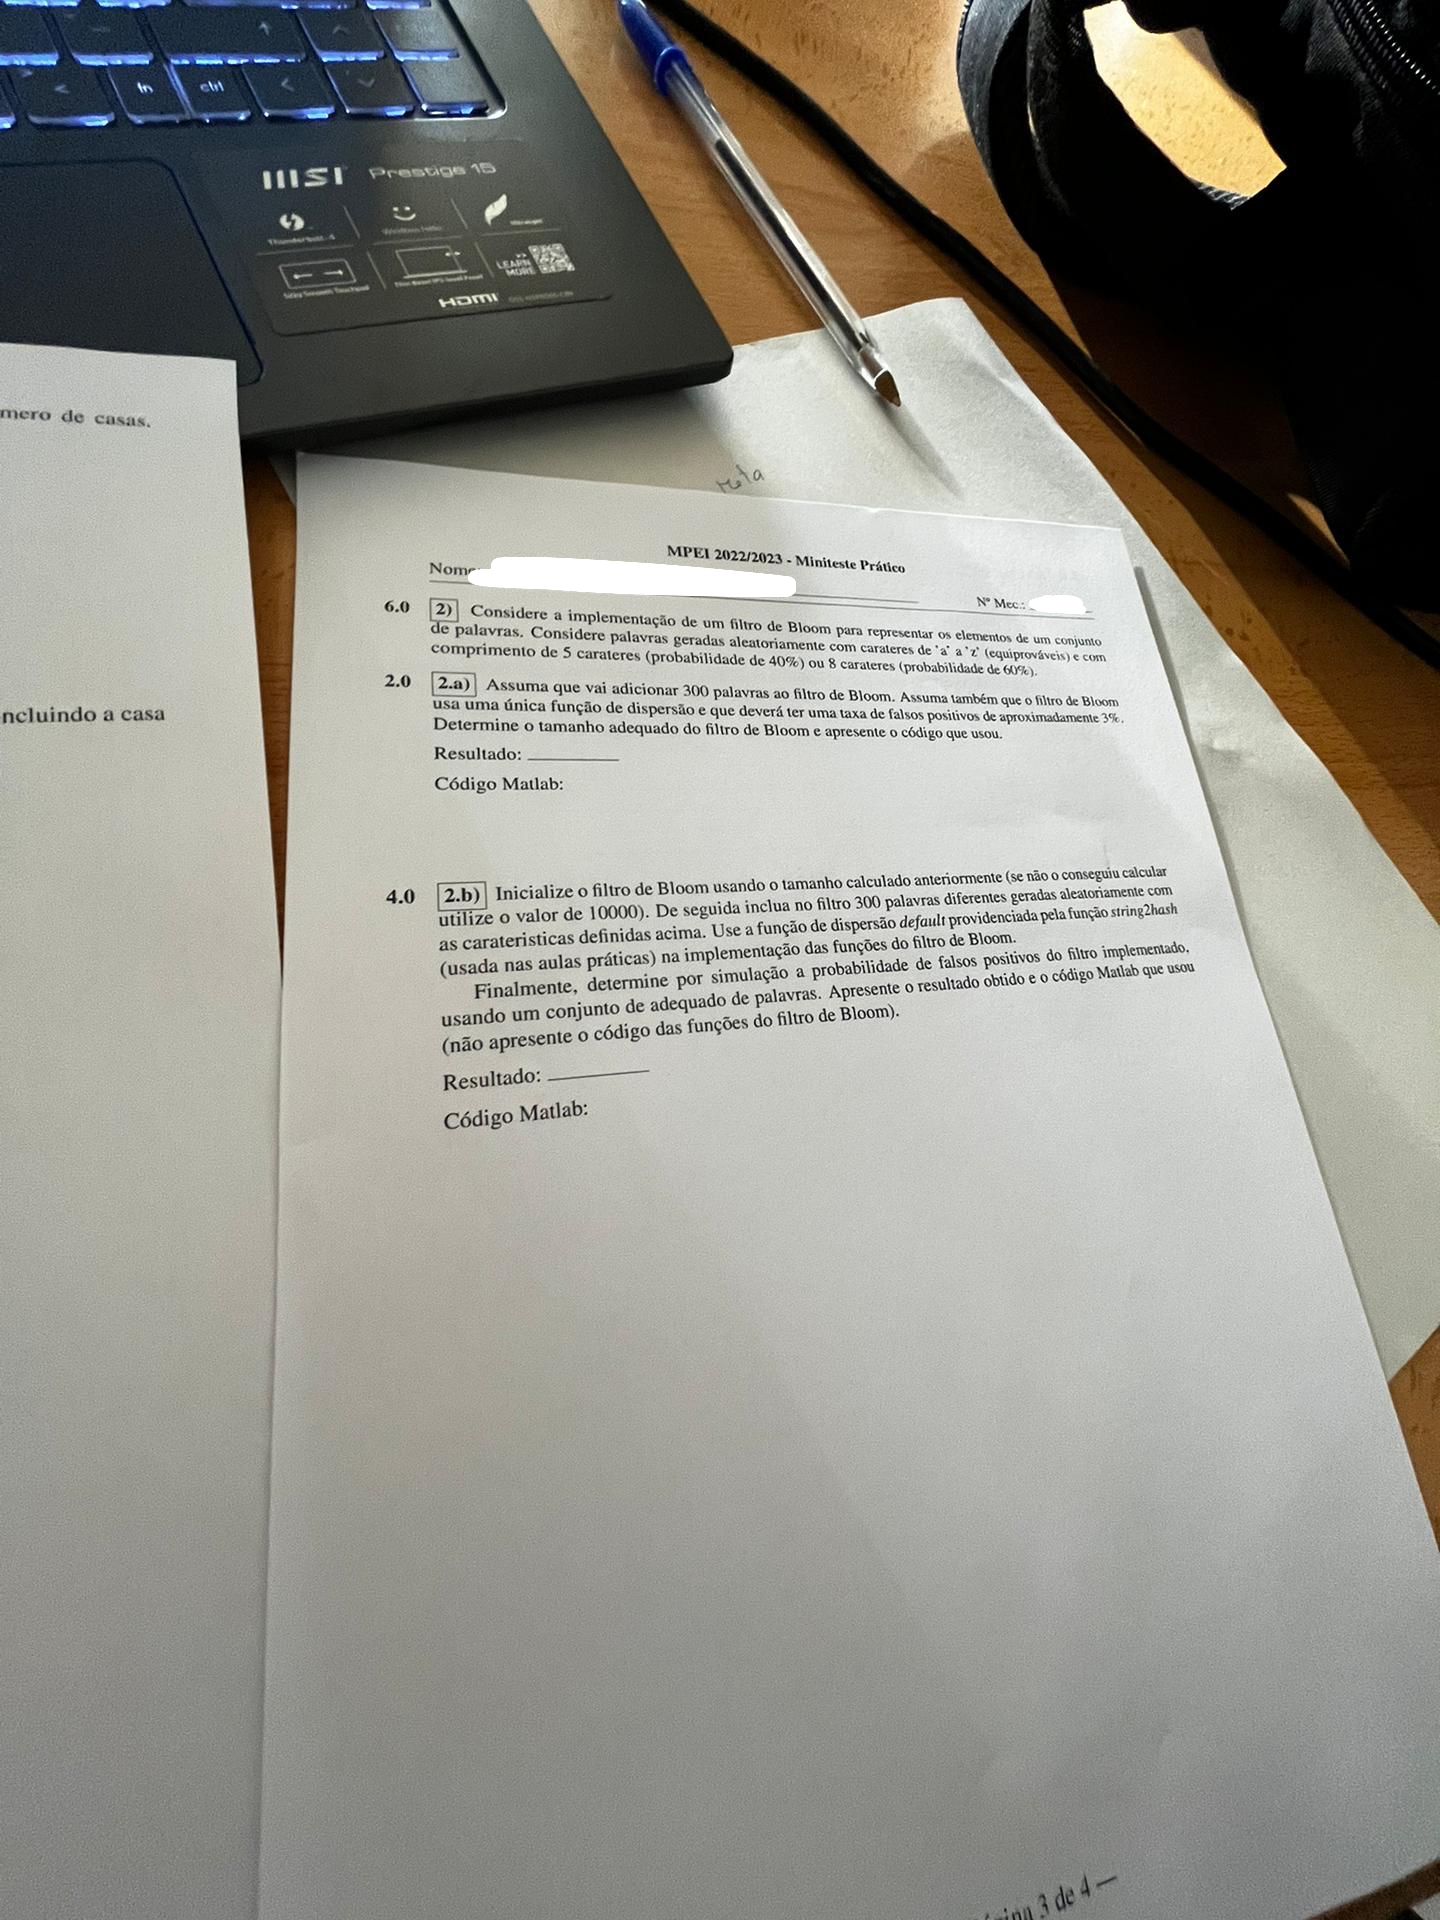 fn
ctrl
msi Prestige 15
Thunderbolt 4
Windows Hello
LEARN
MORE
HDMI
mero de casas.
ncluindo a casa
MPEI 2022/2023 - Miniteste Prático
Nome
Nº Mec.:
6.0 2) Considere a implementação de um filtro de Bloom para representar os elementos de um conjunto
de palavras. Considere palavras geradas aleatoriamente com carateres de 'a' a 'z' (equiprováveis) e com
comprimento de 5 carateres (probabilidade de 40%) ou 8 carateres (probabilidade de 60%).
2.0 2.a) Assuma que vai adicionar 300 palavras ao filtro de Bloom. Assuma também que o filtro de Bloom
usa uma única função de dispersão e que deverá ter uma taxa de falsos positivos de aproximadamente 3%.
Determine o tamanho adequado do filtro de Bloom e apresente o código que usou.
Resultado:
Código Matlab:
4.0 2.b) Inicialize o filtro de Bloom usando o tamanho calculado anteriormente (se não o conseguiu calcular
utilize o valor de 10000). De seguida inclua no filtro 300 palavras diferentes geradas aleatoriamente com
as carateristicas definidas acima. Use a função de dispersão default providenciada pela função string2hash
(usada nas aulas práticas) na implementação das funções do filtro de Bloom.
Finalmente, determine por simulação a probabilidade de falsos positivos do filtro implementado,
usando um conjunto de adequado de palavras. Apresente o resultado obtido e o código Matlab que usou
(não apresente o código das funções do filtro de Bloom).
Resultado:
Código Matlab:
3 de 4 —